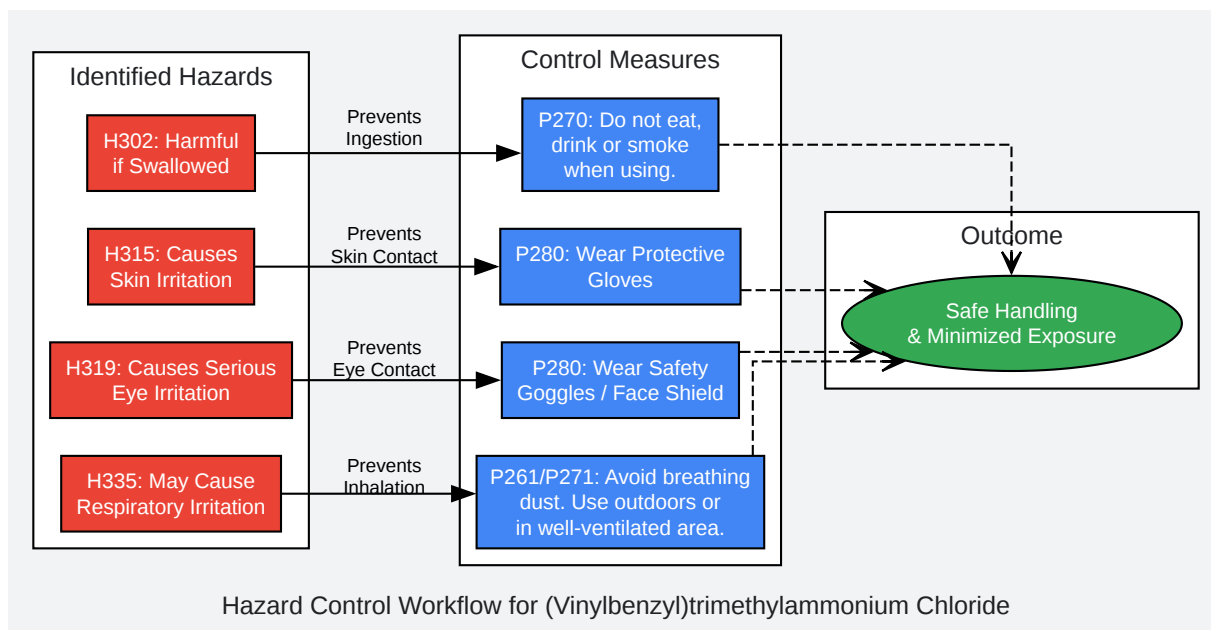 Identified Hazards
H302: Harmful
if Swallowed
H315: Causes
Skin Irritation
H319: Causes Serious
Eye Irritation
H335: May Cause
Respiratory Irritation
Prevents
Ingestion
Prevents
Skin Contact
Prevents
Eye Contact
Prevents
Inhalation
Control Measures
P270: Do not eat,
drink or smoke
when using.
P280: Wear Protective
Gloves
P280: Wear Safety
Goggles / Face Shield
P261/P271: Avoid breathing
dust. Use outdoors or
in well-ventilated area.
Outcome
Safe Handling
& Minimized Exposure
Hazard Control Workflow for (Vinylbenzyl)trimethylammonium Chloride